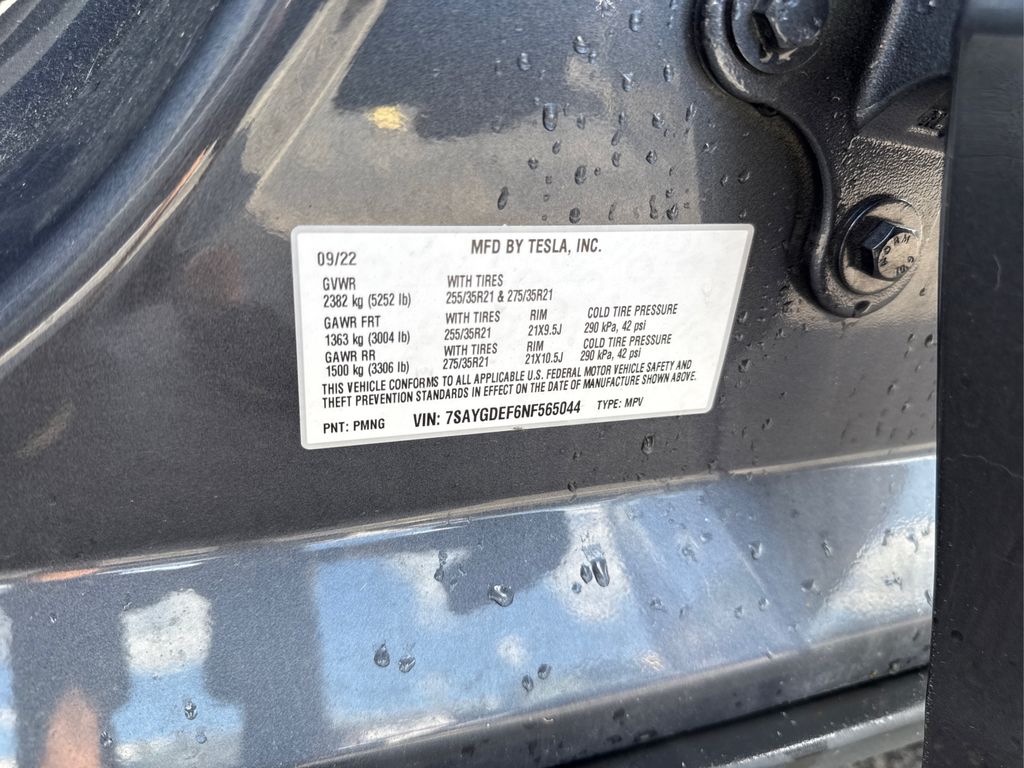 MFD BY TESLA, INC.
09/22
GVWR WITH TIRES
2382 kg (5252 lb) 255/35R21 & 275/35R21
GAWR FRT WITH TIRES RIM COLD TIRE PRESSURE
1363 kg (3004 lb) 255/35R21 21X9.5J 290 kPa, 42 psi
GAWR RR WITH TIRES RIM COLD TIRE PRESSURE
1500 kg (3306 lb) 275/35R21 21X10.5J 290 kPa, 42 psi
THIS VEHICLE CONFORMS TO ALL APPLICABLE U.S. FEDERAL MOTOR VEHICLE SAFETY AND
THEFT PREVENTION STANDARDS IN EFFECT ON THE DATE OF MANUFACTURE SHOWN ABOVE.
PNT: PMNG VIN: 7SAYGDEF6NF565044 TYPE: MPV